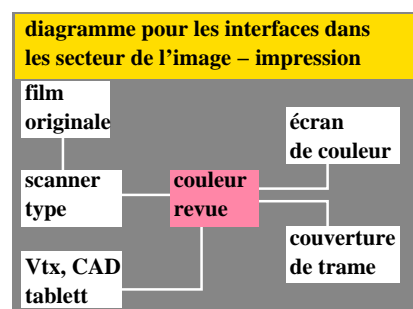 diagramme pour les interfaces dans
les secteur de l'image – impression
film
originale
écran
de couleur
scanner
type
couleur
revue
couverture
de trame
Vtx, CAD
tablett